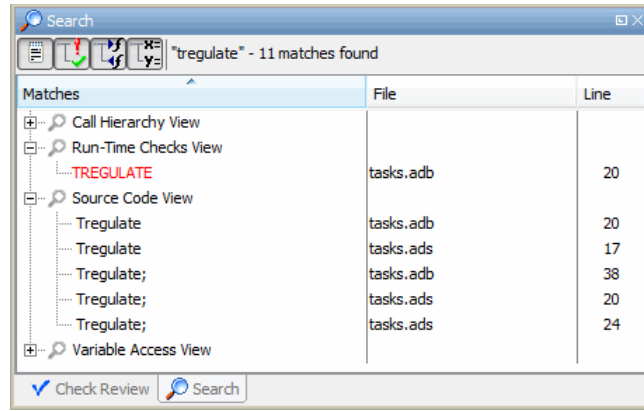 Search
"tregulate" - 11 matches found
Matches File Line
Call Hierarchy View
Run-Time Checks View
TREGULATE tasks.adb 20
Source Code View
Tregulate tasks.adb 20
Tregulate tasks.ads 17
Tregulate; tasks.adb 38
Tregulate; tasks.ads 20
Tregulate; tasks.ads 24
Variable Access View
Check Review Search